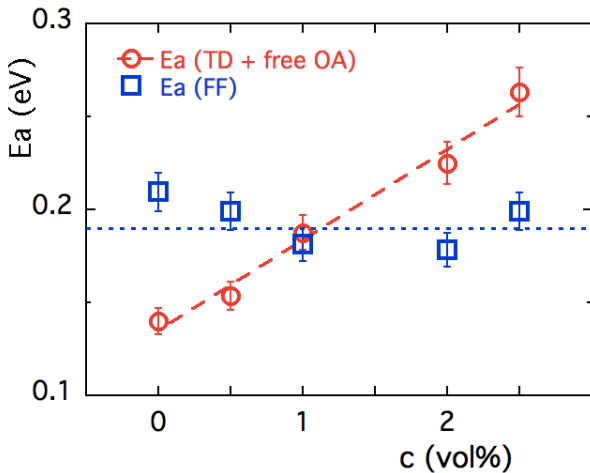 0.3
Ea (TD + free OA)
Ea (FF)
Ea (eV)
0.2
0.1
0 1 2
c (vol%)